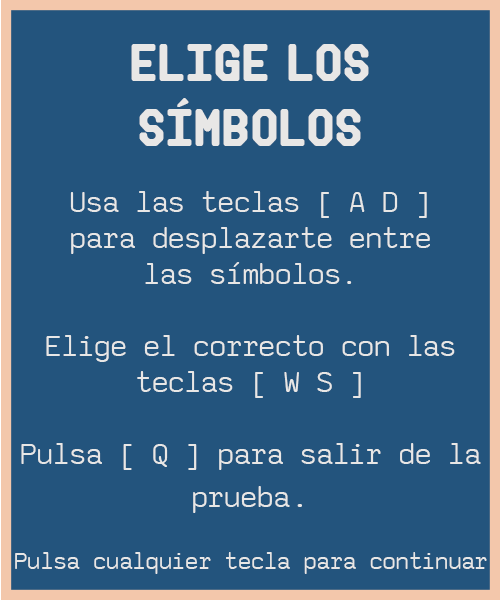 ELIGE LOS
SÍMBOLOS
Usa las teclas [ A D ]
para desplazarte entre
las símbolos.
Elige el correcto con las
teclas [ W S ]
Pulsa [ Q ] para salir de la
prueba.
Pulsa cualquier tecla para continuar